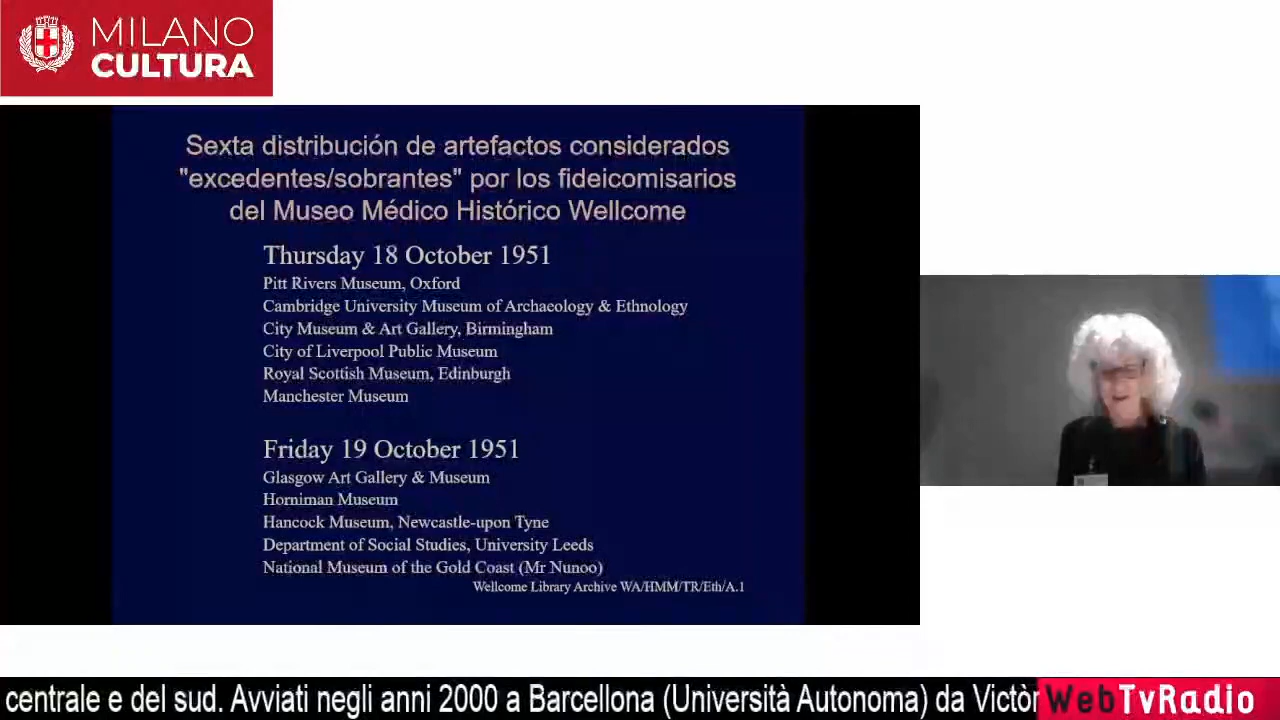 MILANO
CULTURA
Sexta distribución de artefactos considerados
"excedentes/sobrantes" por los fideicomisarios
del Museo Médico Histórico Wellcome
Thursday 18 October 1951
Pitt Rivers Museum, Oxford
Cambridge University Museum of Archaeology & Ethnology
City Museum & Art Gallery, Birmingham
City of Liverpool Public Museum
Royal Scottish Museum, Edinburgh
Manchester Museum
Friday 19 October 1951
Glasgow Art Gallery & Museum
Horniman Museum
Hancock Museum, Newcastle-upon Tyne
Department of Social Studies, University Leeds
National Museum of the Gold Coast (Mr Nunoo)
Wellcome Library Archive WA/HMM/TR/Eth/A.1
centrale e del sud. Avviati negli anni 2000 a Barcellona (Università Autonoma) da Victòr
WebTvRadio